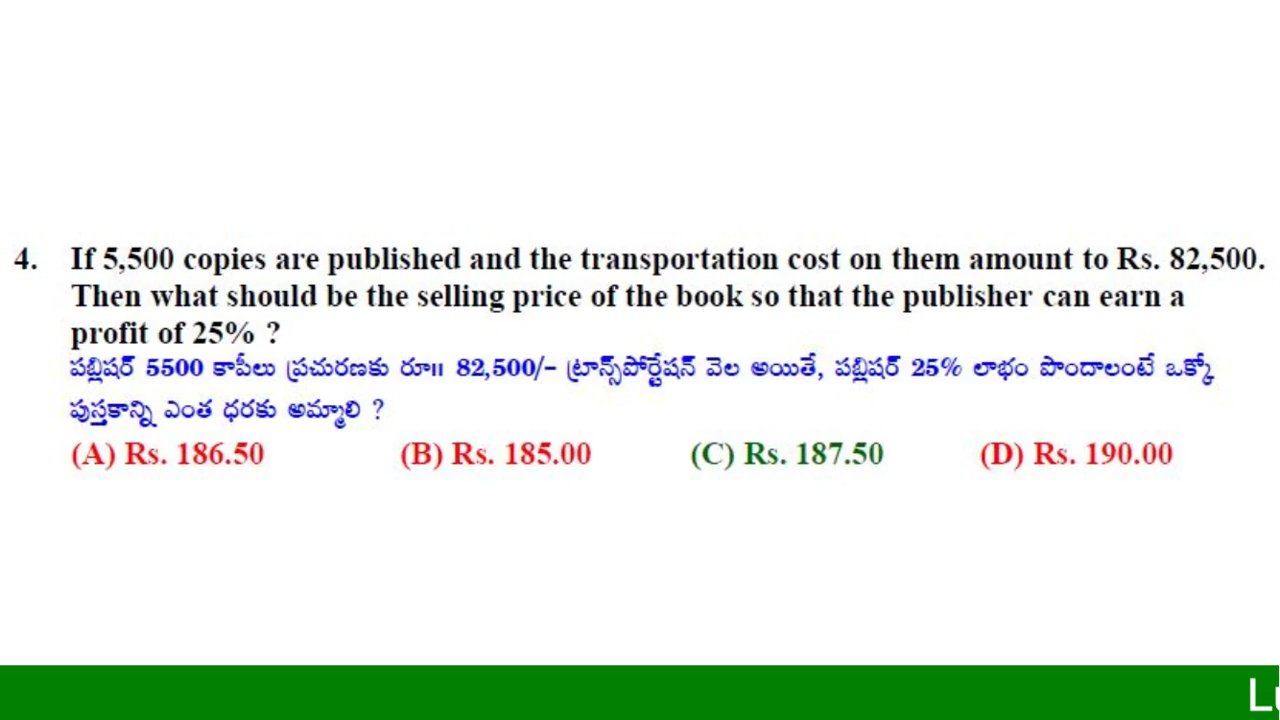 4. If 5,500 copies are published and the transportation cost on them amount to Rs. 82,500.
Then what should be the selling price of the book so that the publisher can earn a
profit of 25% ?
పబ్లిషర్ 5500 కాపీలు ప్రచురణకు రూ॥ 82,500/- ట్రాన్స్‌పోర్టేషన్ వెల అయితే, పబ్లిషర్ 25% లాభం పొందాలంటే ఒక్కో
పుస్తకాన్ని ఎంత ధరకు అమ్మాలి ?
(A) Rs. 186.50 (B) Rs. 185.00 (C) Rs. 187.50 (D) Rs. 190.00